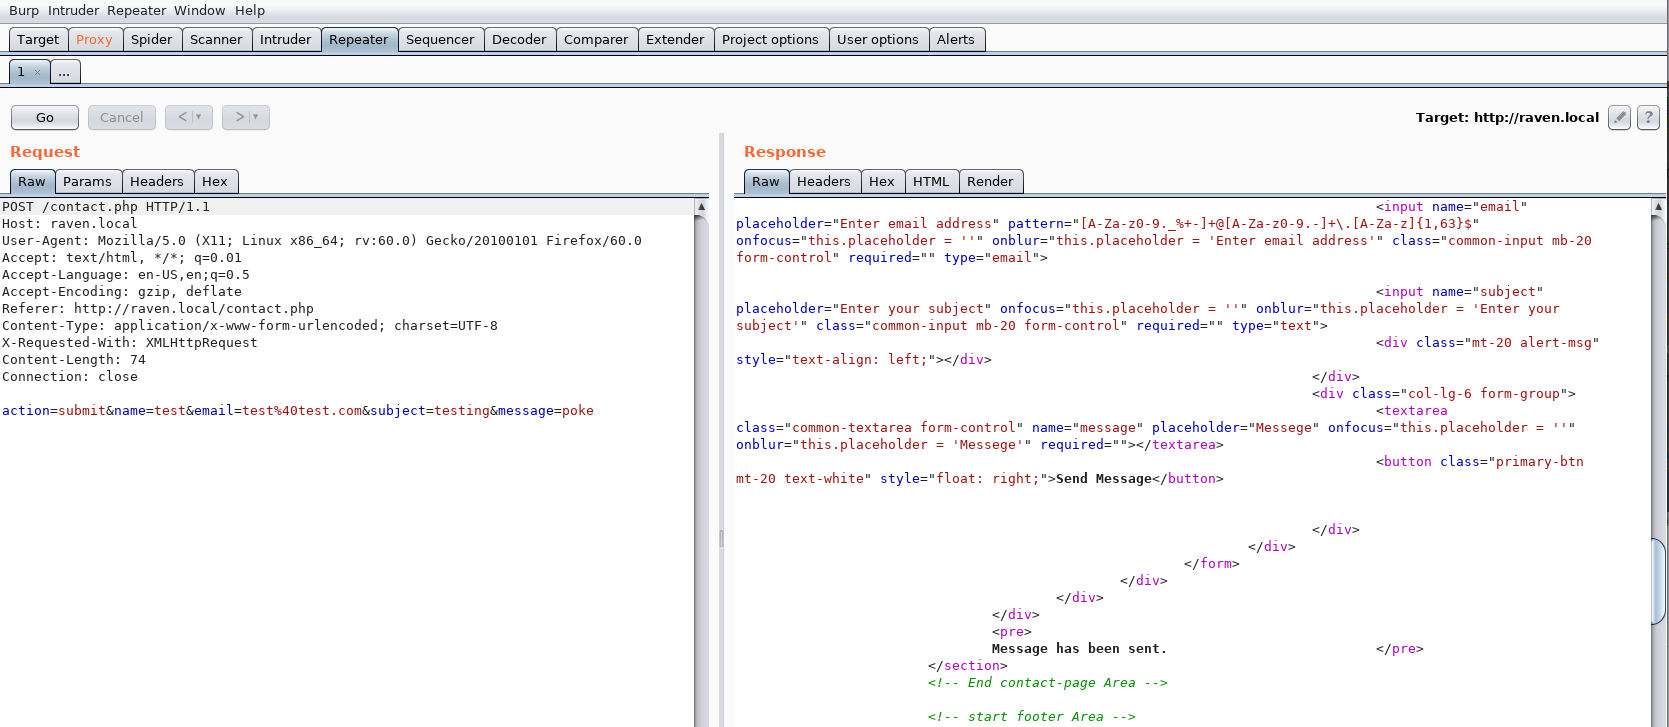 Burp Intruder Repeater Window Help
Target Proxy Spider Scanner Intruder Repeater Sequencer Decoder Comparer Extender Project options User options Alerts
1 × ...
Go Cancel < ▾ > ▾ Target: http://raven.local ?
Request
Raw Params Headers Hex
POST /contact.php HTTP/1.1
Host: raven.local
User-Agent: Mozilla/5.0 (X11; Linux x86_64; rv:60.0) Gecko/20100101 Firefox/60.0
Accept: text/html, */*; q=0.01
Accept-Language: en-US,en;q=0.5
Accept-Encoding: gzip, deflate
Referer: http://raven.local/contact.php
Content-Type: application/x-www-form-urlencoded; charset=UTF-8
X-Requested-With: XMLHttpRequest
Content-Length: 74
Connection: close
action=submit&name=test&email=test%40test.com&subject=testing&message=poke
Response
Raw Headers Hex HTML Render
<input name="email"
placeholder="Enter email address" pattern="[A-Za-z0-9._%+-]+@[A-Za-z0-9.-]+\.[A-Za-z]{1,63}$"
onfocus="this.placeholder = ''" onblur="this.placeholder = 'Enter email address'" class="common-input mb-20
form-control" required="" type="email">
<input name="subject"
placeholder="Enter your subject" onfocus="this.placeholder = ''" onblur="this.placeholder = 'Enter your
subject'" class="common-input mb-20 form-control" required="" type="text">
<div class="mt-20 alert-msg"
style="text-align: left;"></div>
</div>
<div class="col-lg-6 form-group">
<textarea
class="common-textarea form-control" name="message" placeholder="Messege" onfocus="this.placeholder = ''"
onblur="this.placeholder = 'Messege'" required=""></textarea>
<button class="primary-btn
mt-20 text-white" style="float: right;">Send Message</button>
</div>
</div>
</form>
</div>
</div>
</div>
<pre>
Message has been sent. </pre>
</section>
<!-- End contact-page Area -->
<!-- start footer Area -->